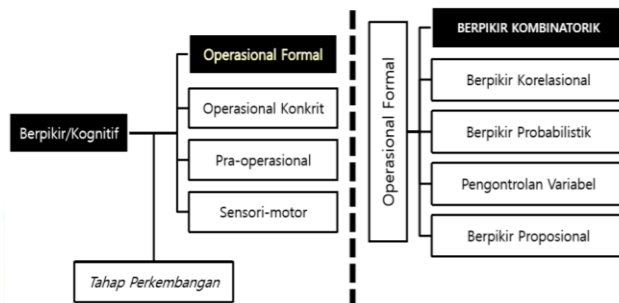 Berpikir/Kognitif
Operasional Formal
Operasional Konkrit
Pra-operasional
Sensori-motor
Tahap Perkembangan
Operasional Formal
BERPIKIR KOMBINATORIK
Berpikir Korelasional
Berpikir Probabilistik
Pengontrolan Variabel
Berpikir Proposional